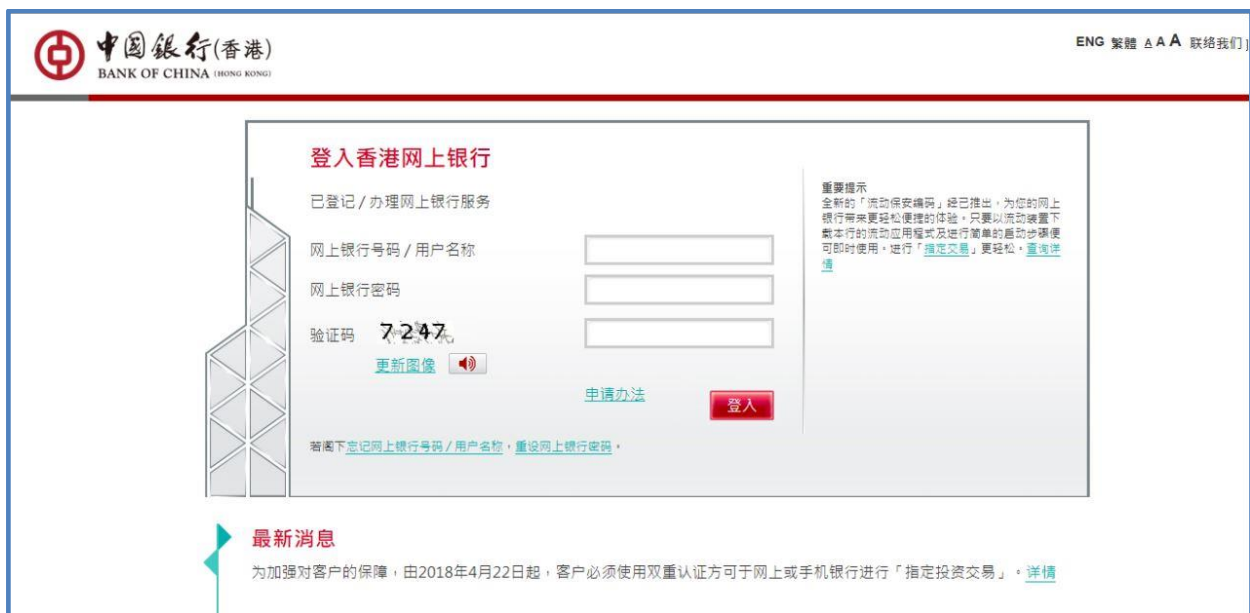 中國銀行(香港)
BANK OF CHINA (HONG KONG)
ENG 繁體 A A A 联络我们
登入香港网上银行
已登记 / 办理网上银行服务
网上银行号码 / 用户名称
网上银行密码
验证码 7247
更新图像
申请办法
登入
若阁下忘记网上银行号码 / 用户名称，重设网上银行密码。
重要提示
全新的「流动保安编码」经已推出，为您的网上
银行带来更轻松便捷的体验。只要以流动装置下
载本行的流动应用程式及进行简单的启动步骤便
可即时使用。进行「指定交易」更轻松。查询详
情
最新消息
为加强对客户的保障，由2018年4月22日起，客户必须使用双重认证方可于网上或手机银行进行「指定投资交易」。详情